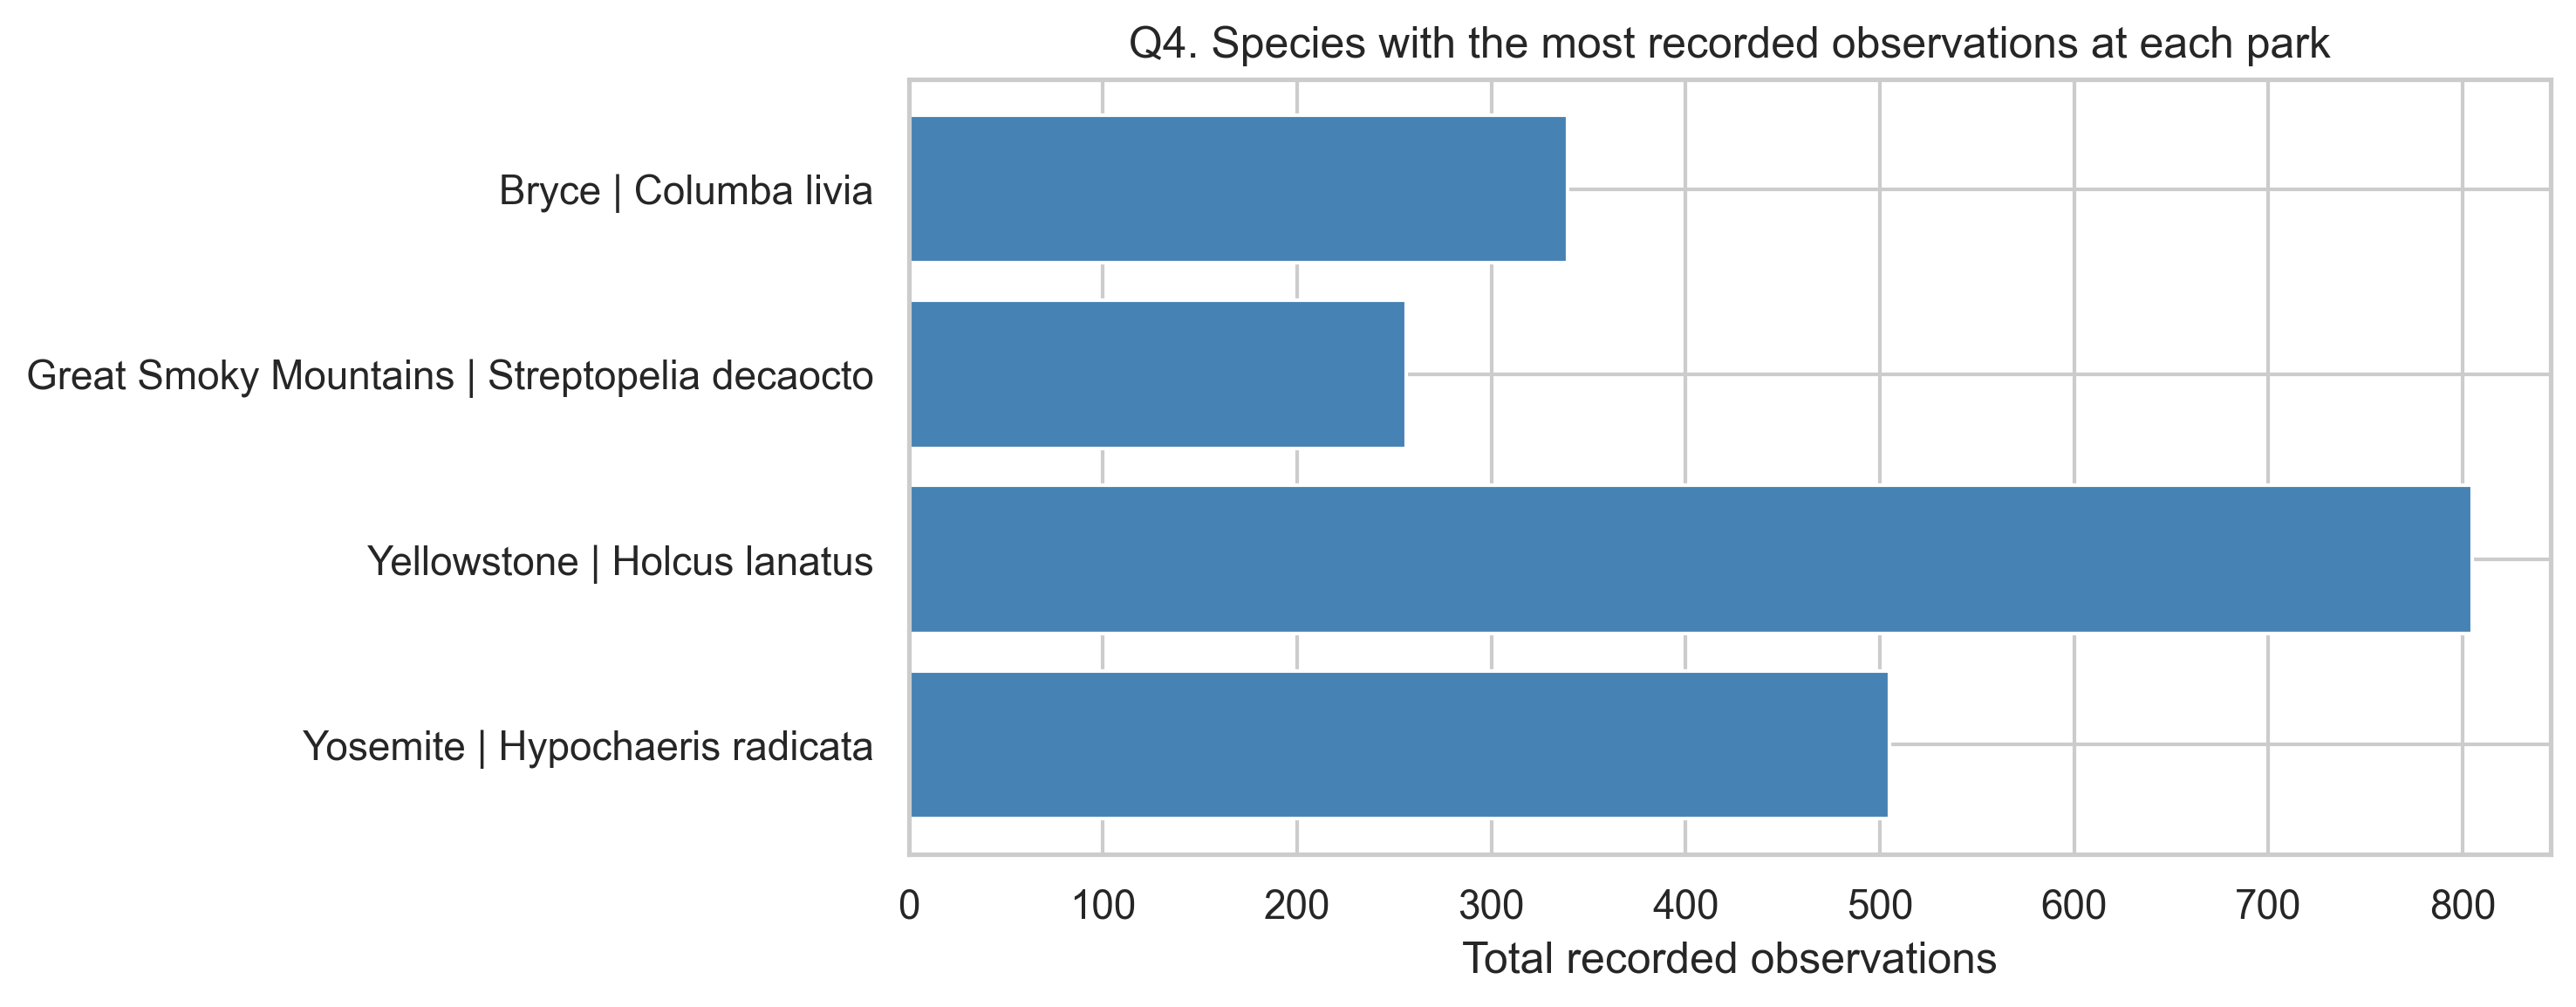 Q4. Species with the most recorded observations at each park
Bryce | Columba livia
Great Smoky Mountains | Streptopelia decaocto
Yellowstone | Holcus lanatus
Yosemite | Hypochaeris radicata
0 100 200 300 400 500 600 700 800
Total recorded observations